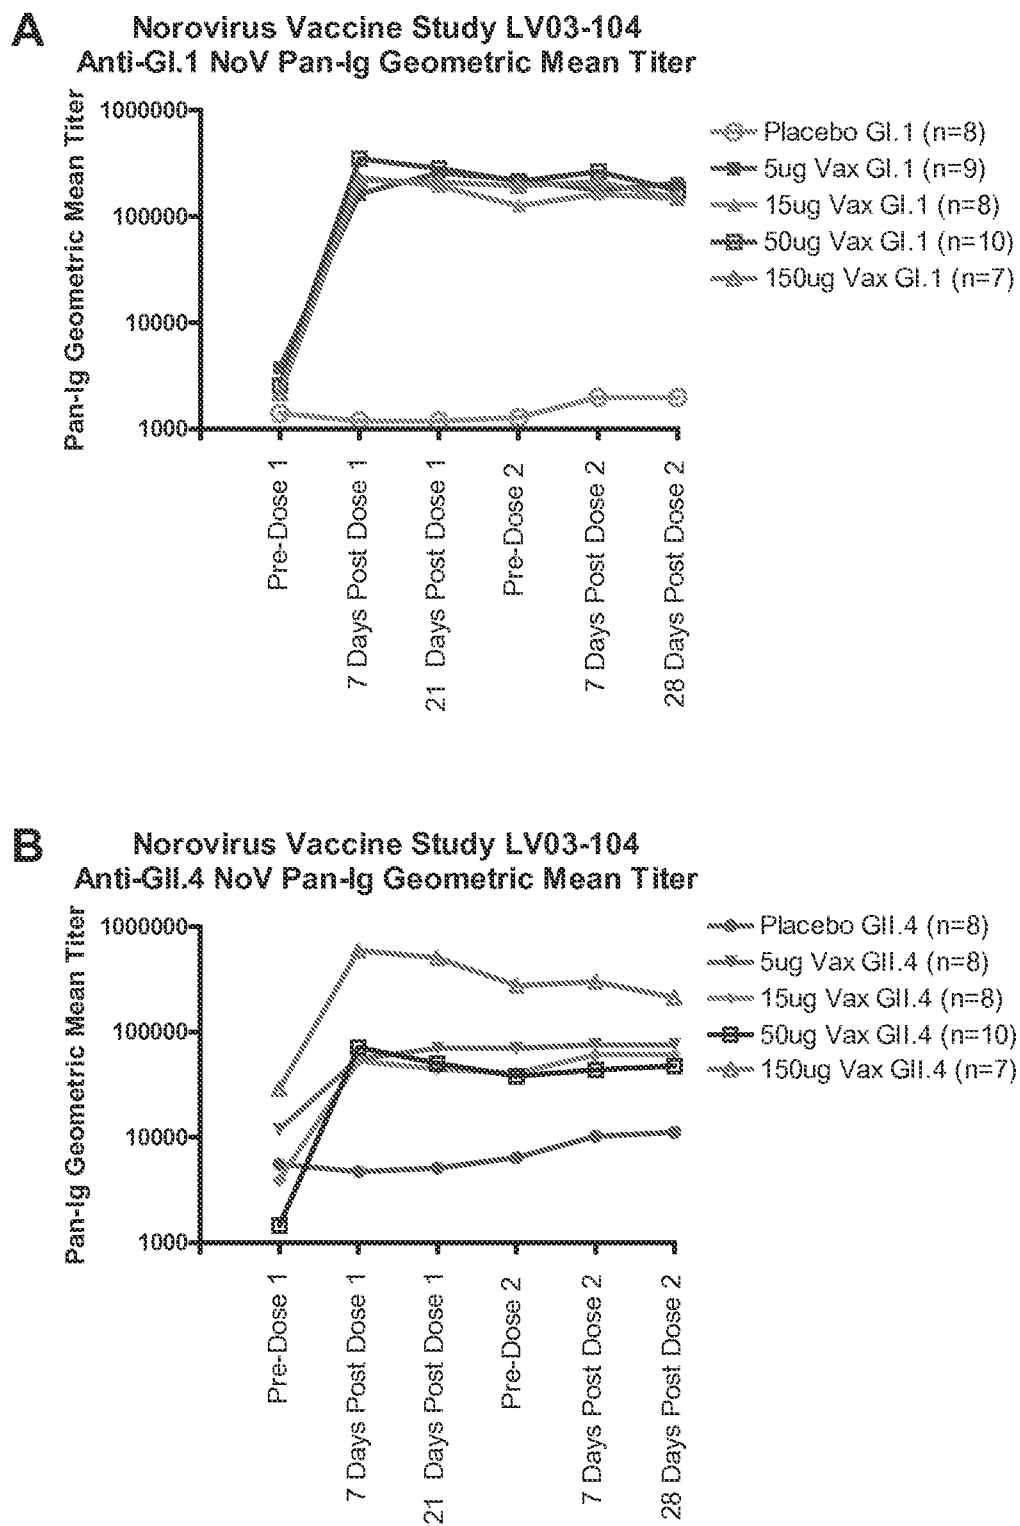 A
Norovirus Vaccine Study LV03-104
Anti-GI.1 NoV Pan-Ig Geometric Mean Titer
Pan-Ig Geometric Mean Titer
1000000
100000
10000
1000
Pre-Dose 1
7 Days Post Dose 1
21 Days Post Dose 1
Pre-Dose 2
7 Days Post Dose 2
28 Days Post Dose 2
Placebo GI.1 (n=8)
5ug Vax GI.1 (n=9)
15ug Vax GI.1 (n=8)
50ug Vax GI.1 (n=10)
150ug Vax GI.1 (n=7)
B
Norovirus Vaccine Study LV03-104
Anti-GII.4 NoV Pan-Ig Geometric Mean Titer
Pan-Ig Geometric Mean Titer
1000000
100000
10000
1000
Pre-Dose 1
7 Days Post Dose 1
21 Days Post Dose 1
Pre-Dose 2
7 Days Post Dose 2
28 Days Post Dose 2
Placebo GII.4 (n=8)
5ug Vax GII.4 (n=8)
15ug Vax GII.4 (n=8)
50ug Vax GII.4 (n=10)
150ug Vax GII.4 (n=7)